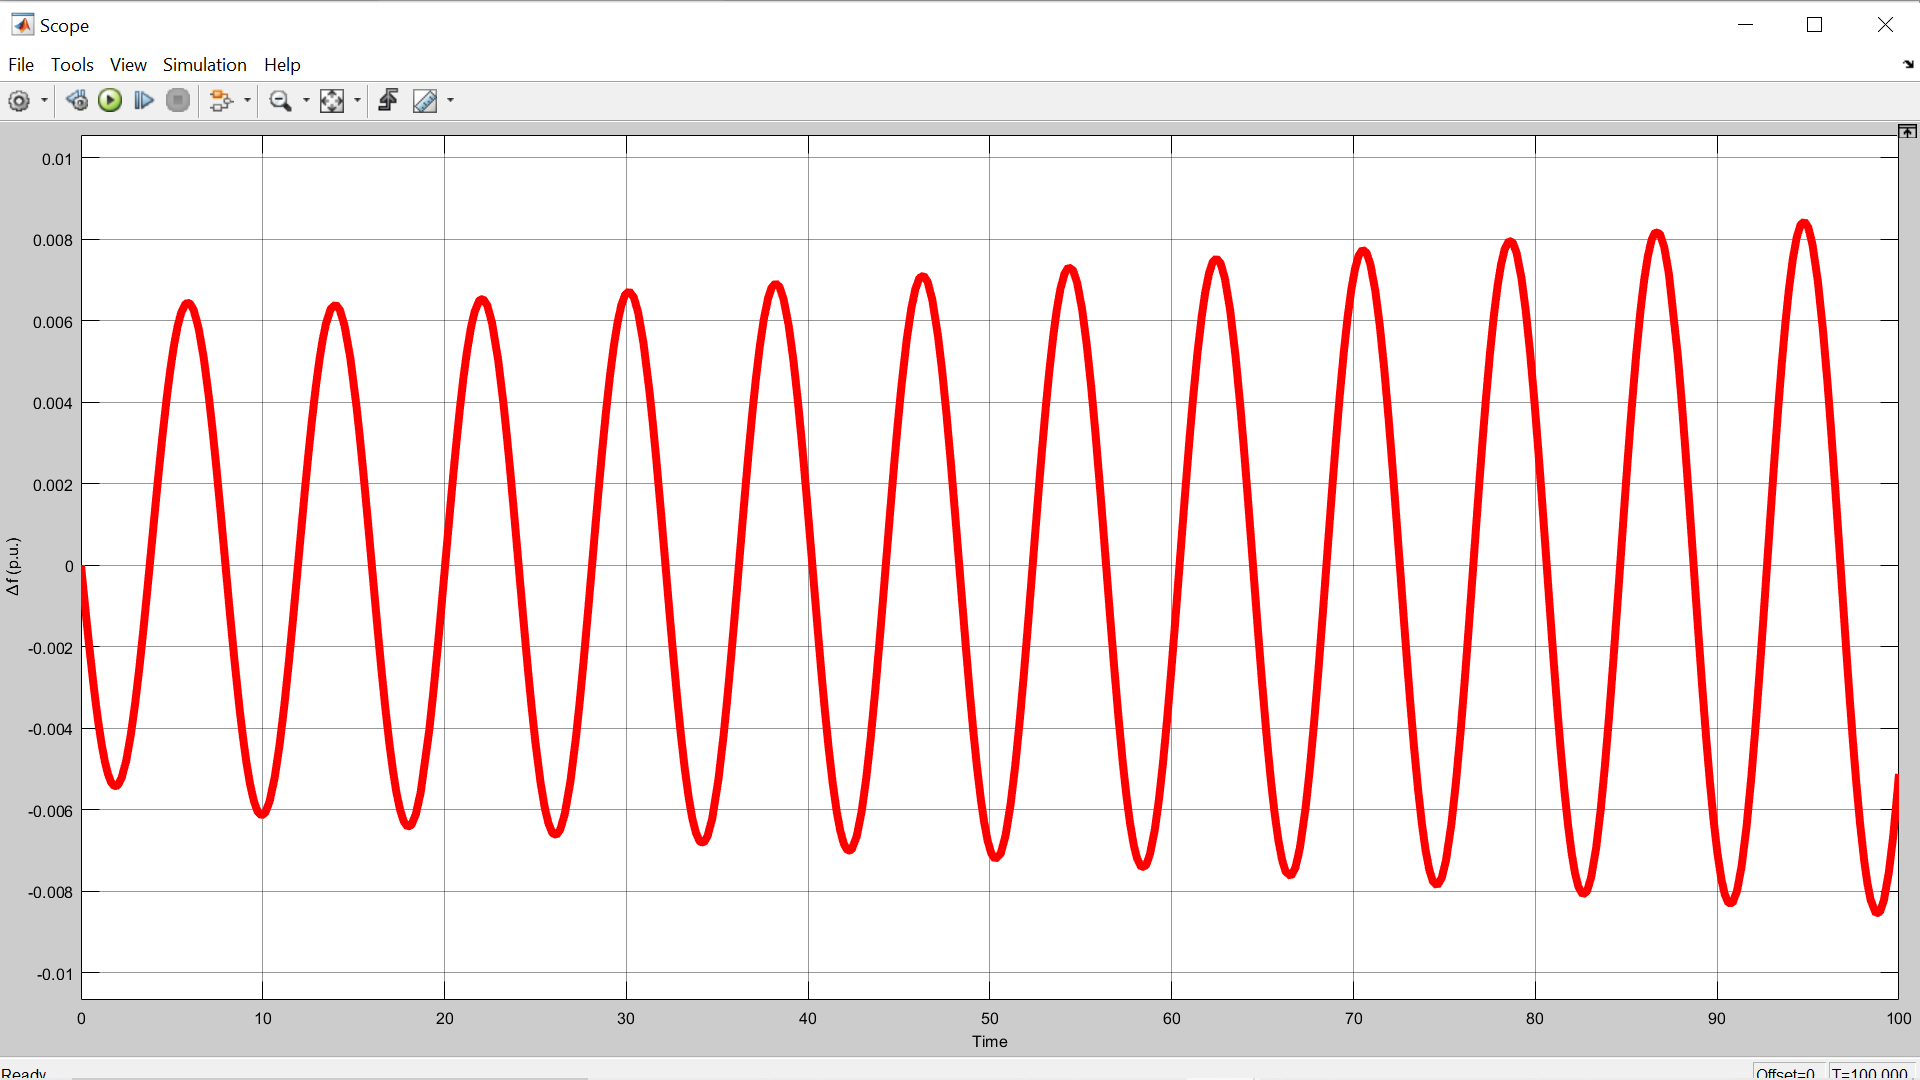 Scope
File Tools View Simulation Help
0.01
0.008
0.006
0.004
0.002
0
-0.002
-0.004
-0.006
-0.008
-0.01
Δf (p.u.)
0 10 20 30 40 50 60 70 80 90 100
Time
Ready Offset=0 T=100.000